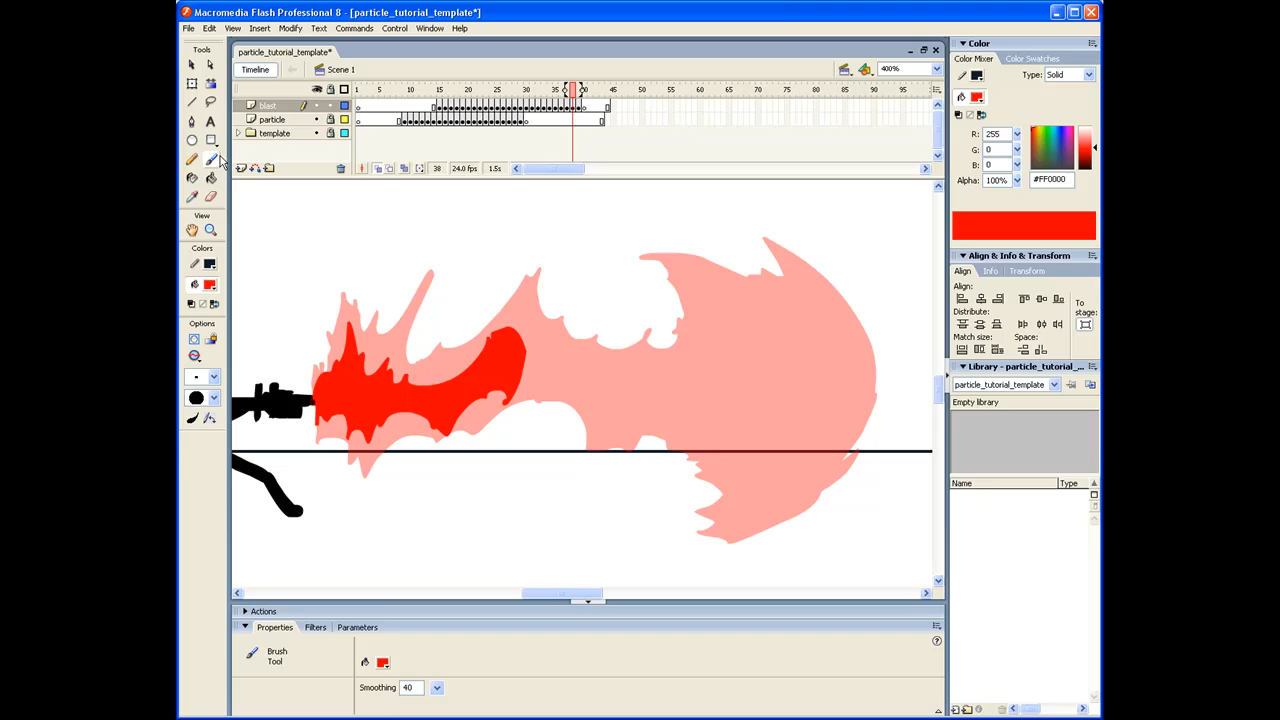 Macromedia Flash Professional 8 - [particle_tutorial_template*]
File Edit View Insert Modify Text Commands Control Window Help
Tools
particle_tutorial_template*
Timeline
Scene 1
400%
1 5 10 15 20 25 30 35 40 45 50 55 60 65 70 75 80 85 90 95
blast
particle
template
38 24.0 fps 1.5s
View
Colors
Options
Color
Color Mixer Color Swatches
Type: Solid
R: 255
G: 0
B: 0
Alpha: 100% #FF0000
Align & Info & Transform
Align Info Transform
Align:
Distribute:
To stage:
Match size: Space:
Library - particle_tutorial_...
particle_tutorial_template
Empty library
Name Type
Actions
Properties Filters Parameters
Brush
Tool
Smoothing 40